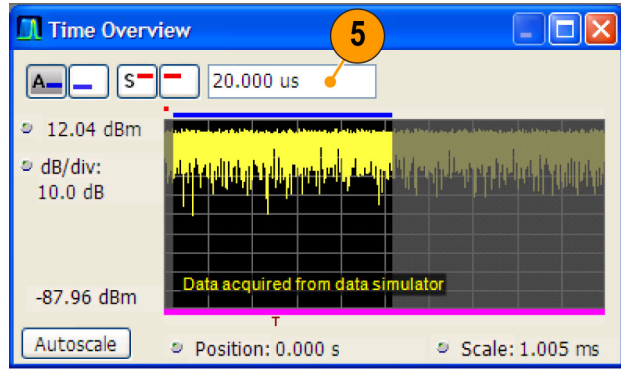 Time Overview
5
A
S
20.000 us
12.04 dBm
dB/div:
10.0 dB
Data acquired from data simulator
-87.96 dBm
T
Autoscale
Position: 0.000 s
Scale: 1.005 ms